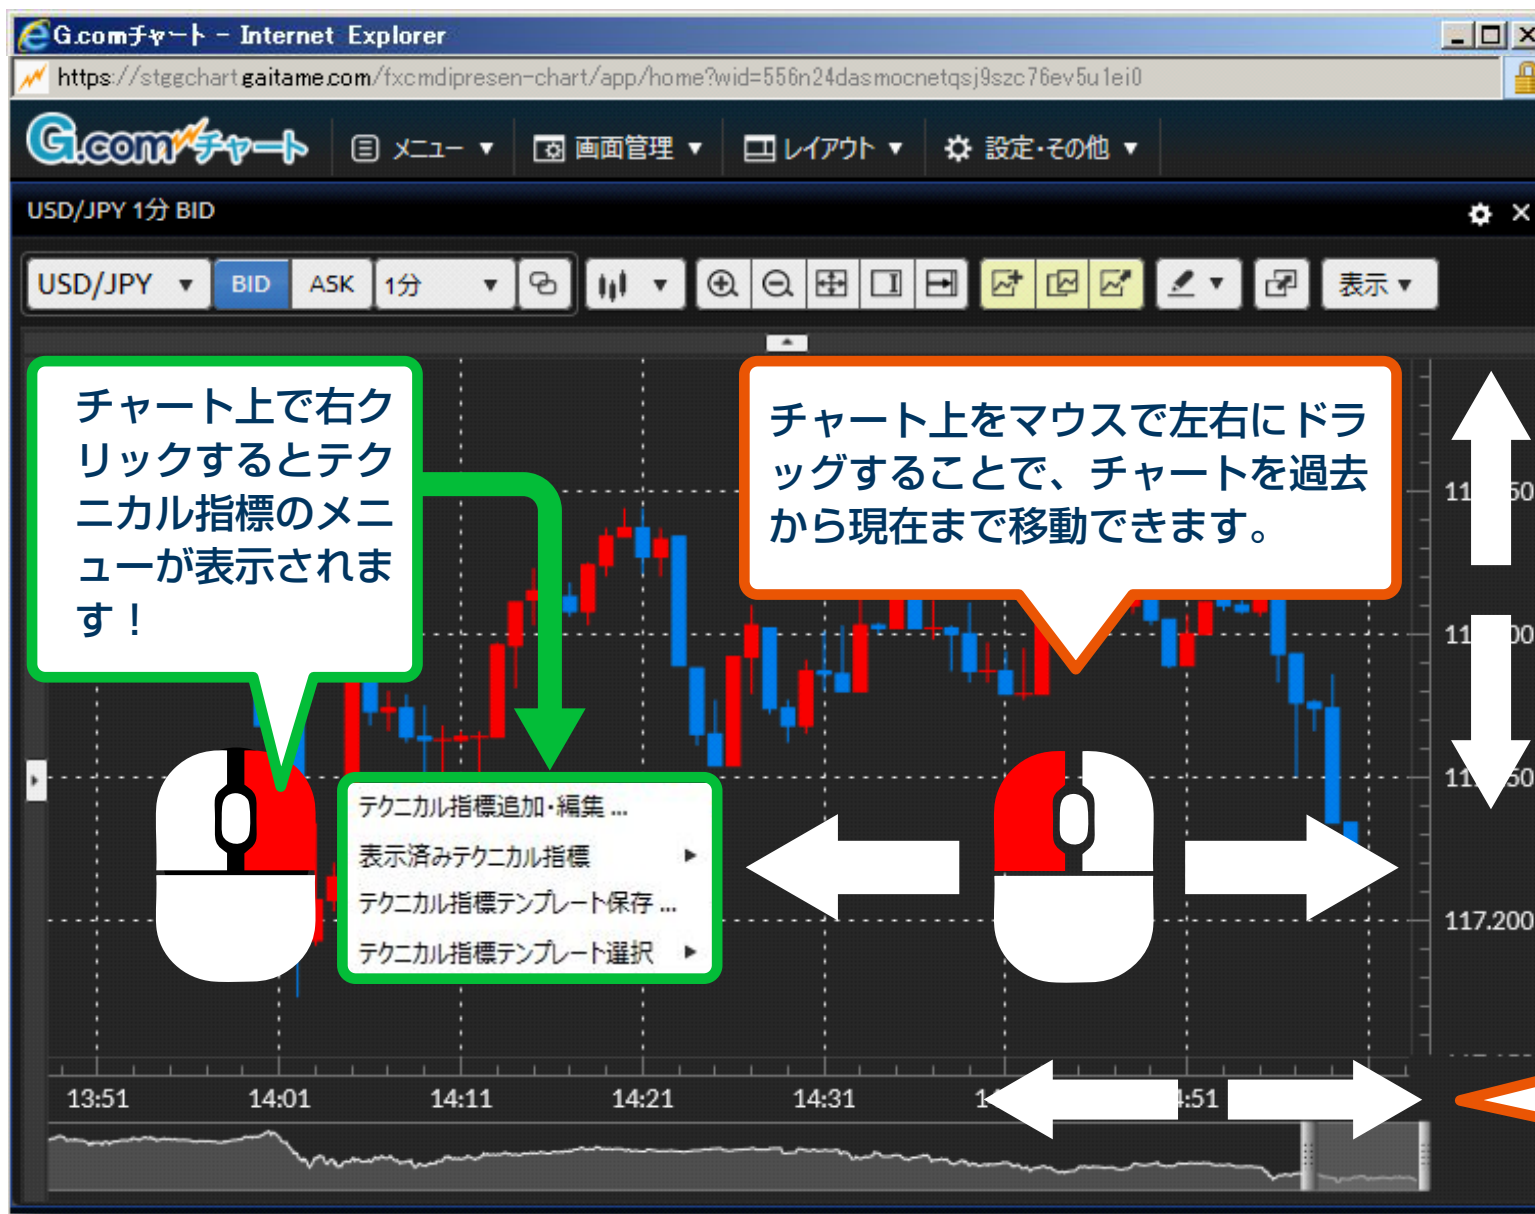 G.comチャート - Internet Explorer
https://stggchart.gaitame.com/fxcmdipresen-chart/app/home?wid=556n24dasmocnetqsj9szc76ev5u1ei0
G.comチャート メニュー ▼ 画面管理 ▼ レイアウト ▼ 設定・その他 ▼
USD/JPY 1分 BID
USD/JPY ▼ BID ASK 1分 ▼ 表示 ▼
チャート上で右ク
リックするとテク
ニカル指標のメニ
ューが表示されま
す！
チャート上をマウスで左右にドラ
ッグすることで、チャートを過去
から現在まで移動できます。
テクニカル指標追加・編集 ...
表示済みテクニカル指標
テクニカル指標テンプレート保存 ...
テクニカル指標テンプレート選択
117.200
13:51 14:01 14:11 14:21 14:31